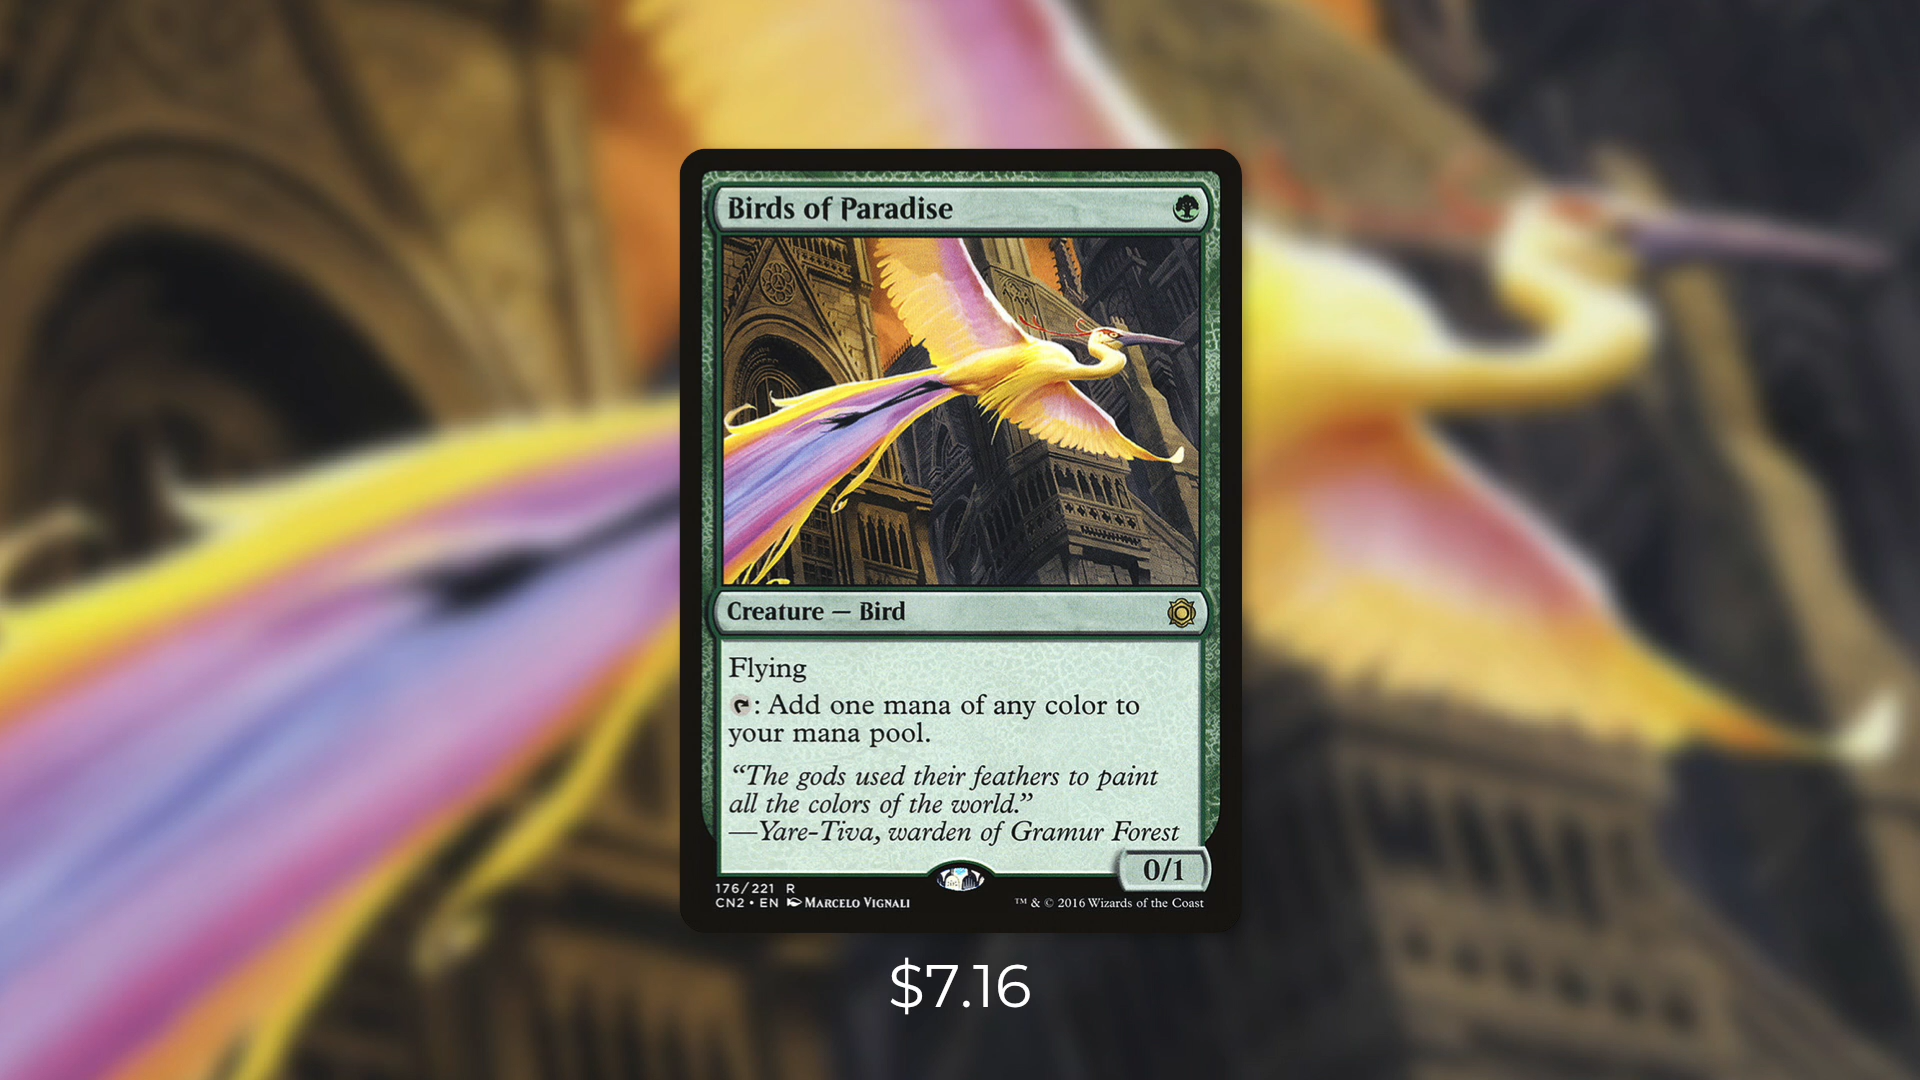 Birds of Paradise
Creature — Bird
Flying
: Add one mana of any color to
your mana pool.
“The gods used their feathers to paint
all the colors of the world.”
—Yare-Tiva, warden of Gramur Forest
0/1
176/221 R
CN2 • EN Marcelo Vignali
™ & © 2016 Wizards of the Coast
$7.16